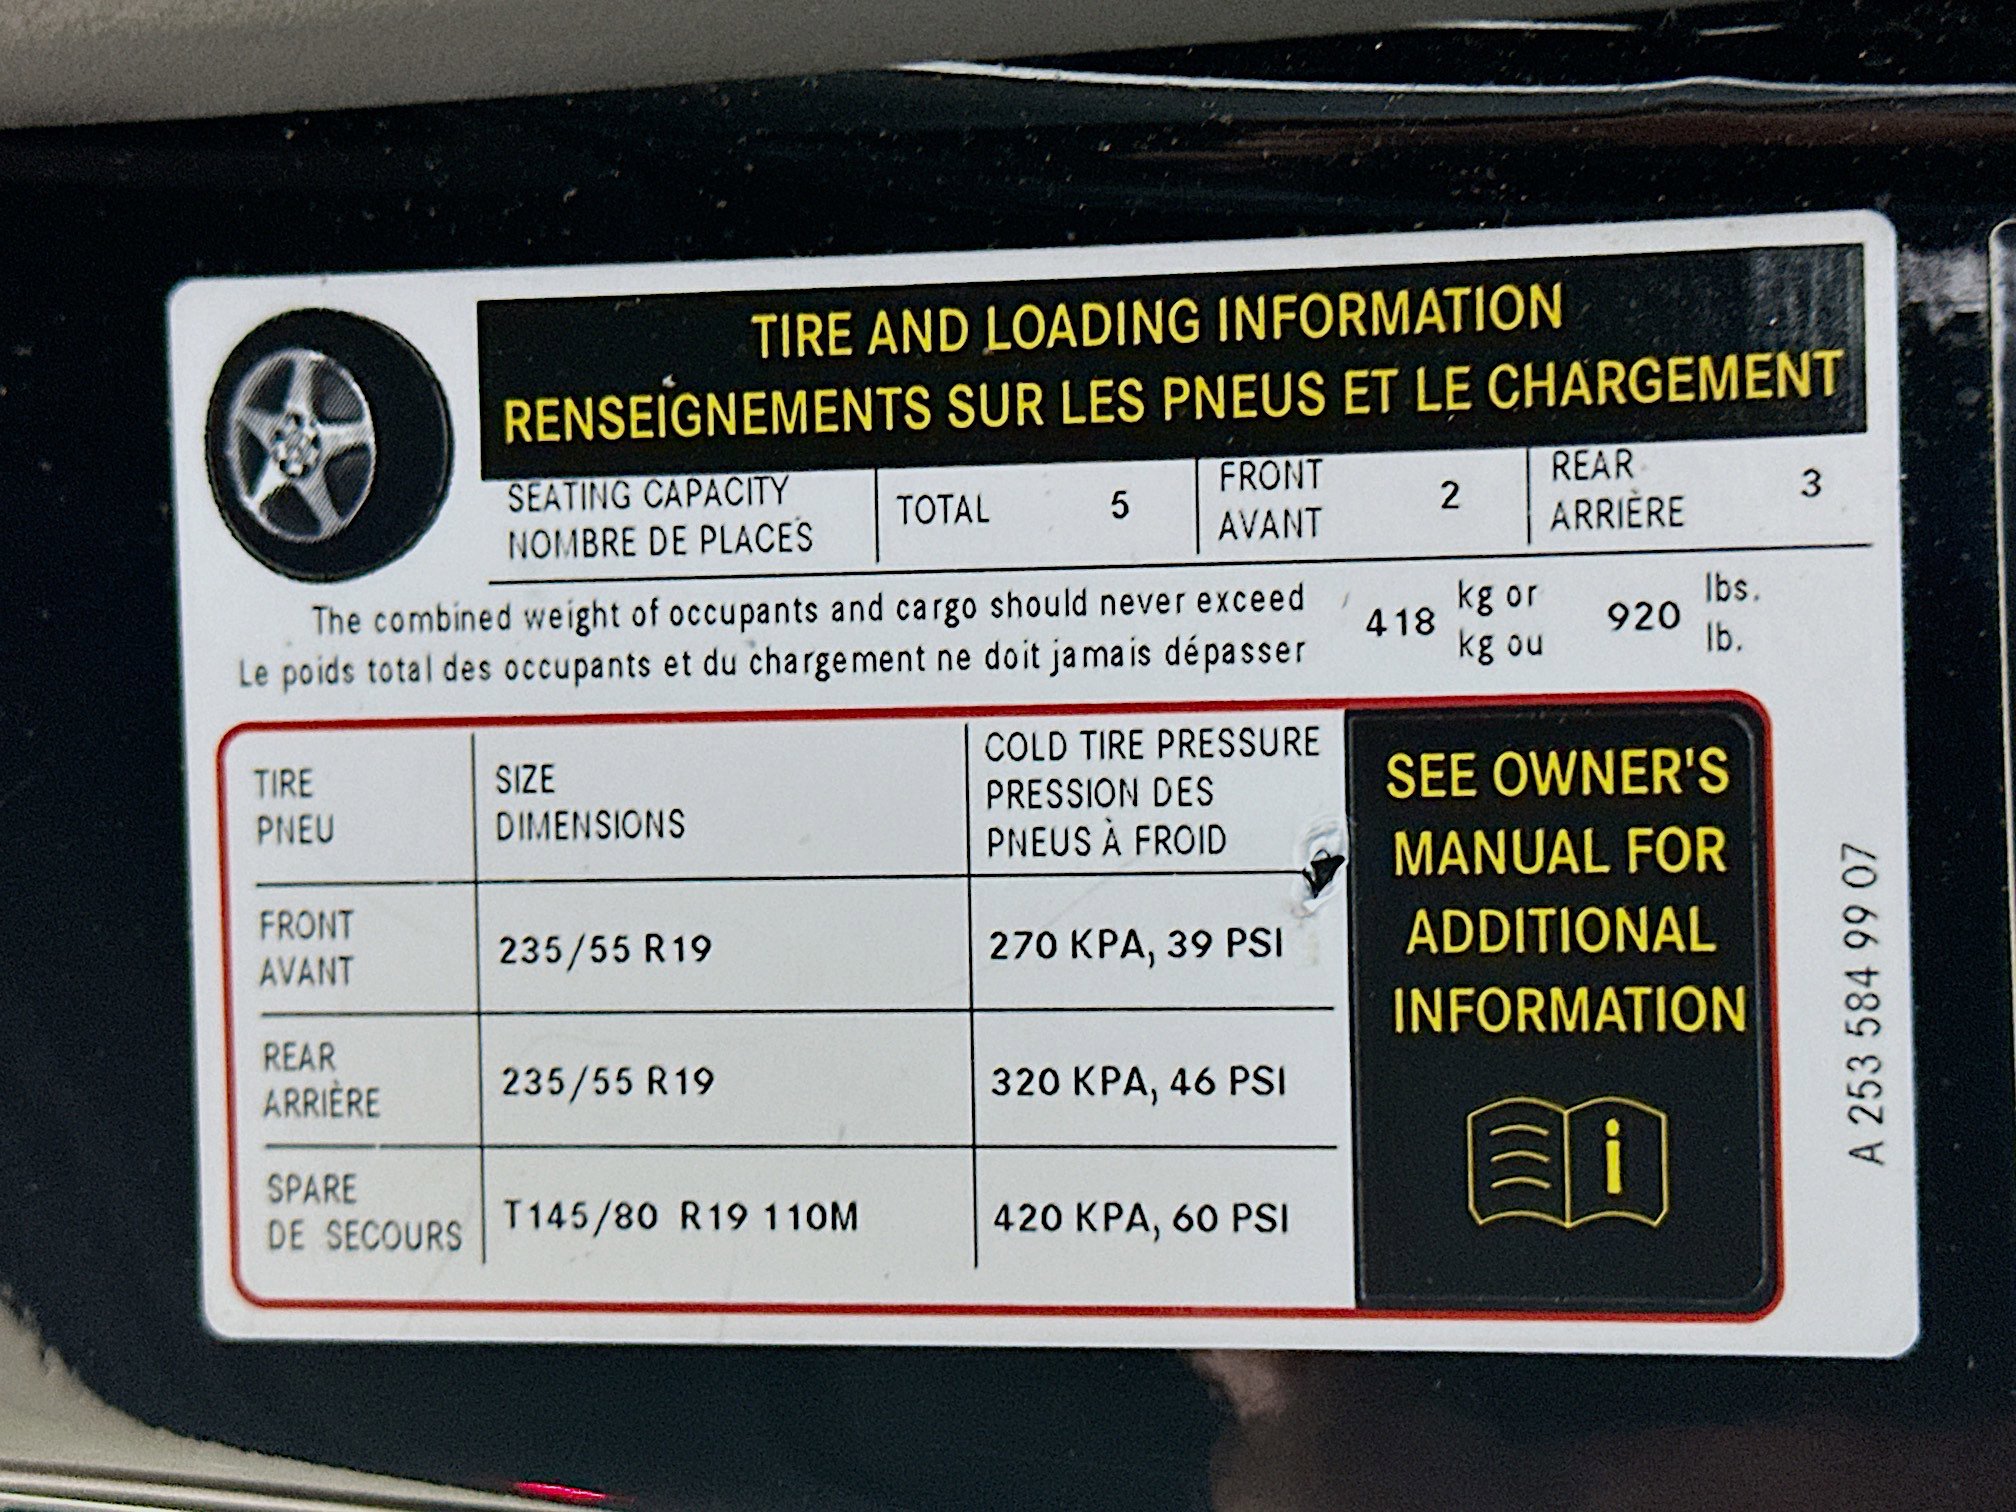 TIRE AND LOADING INFORMATION
RENSEIGNEMENTS SUR LES PNEUS ET LE CHARGEMENT
SEATING CAPACITY
NOMBRE DE PLACES
TOTAL 5
FRONT
AVANT
2
REAR
ARRIÈRE
3
The combined weight of occupants and cargo should never exceed
Le poids total des occupants et du chargement ne doit jamais dépasser
418
kg or
kg ou
920
lbs.
lb.
TIRE
PNEU
SIZE
DIMENSIONS
COLD TIRE PRESSURE
PRESSION DES
PNEUS À FROID
FRONT
AVANT
235/55 R19
270 KPA, 39 PSI
REAR
ARRIÈRE
235/55 R19
320 KPA, 46 PSI
SPARE
DE SECOURS
T145/80 R19 110M
420 KPA, 60 PSI
SEE OWNER'S
MANUAL FOR
ADDITIONAL
INFORMATION
i
A 253 584 99 07